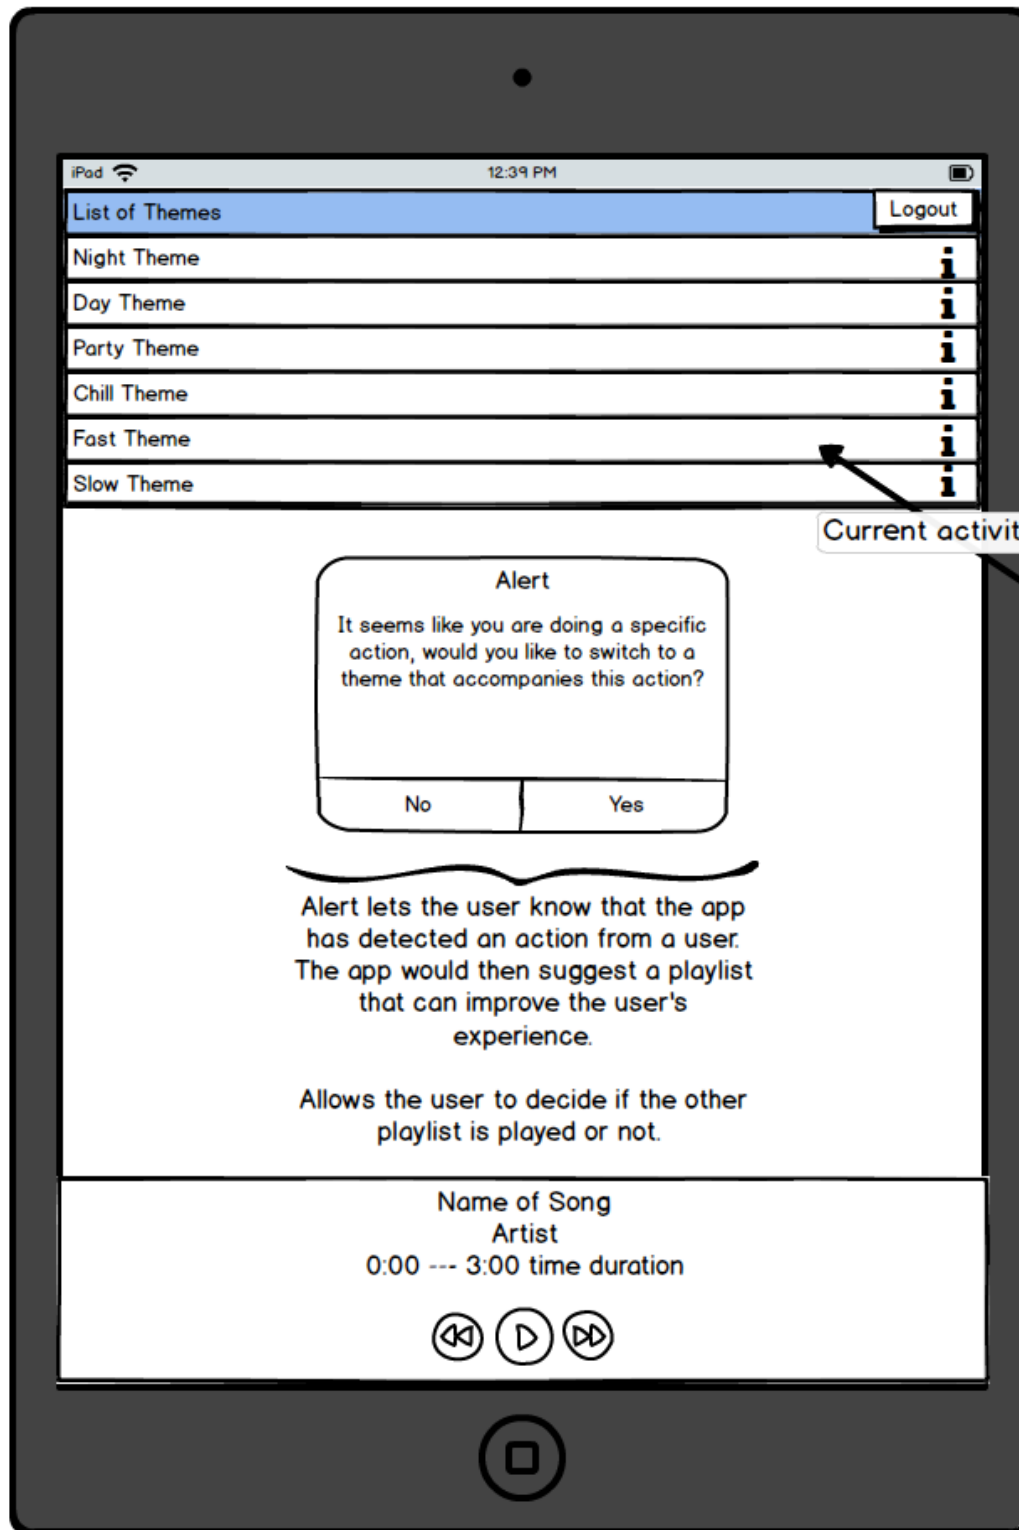 iPad 12:39 PM
List of Themes Logout
Night Theme
Day Theme
Party Theme
Chill Theme
Fast Theme
Slow Theme
Current activit
Alert
It seems like you are doing a specific
action, would you like to switch to a
theme that accompanies this action?
No Yes
Alert lets the user know that the app
has detected an action from a user.
The app would then suggest a playlist
that can improve the user's
experience.
Allows the user to decide if the other
playlist is played or not.
Name of Song
Artist
0:00 --- 3:00 time duration